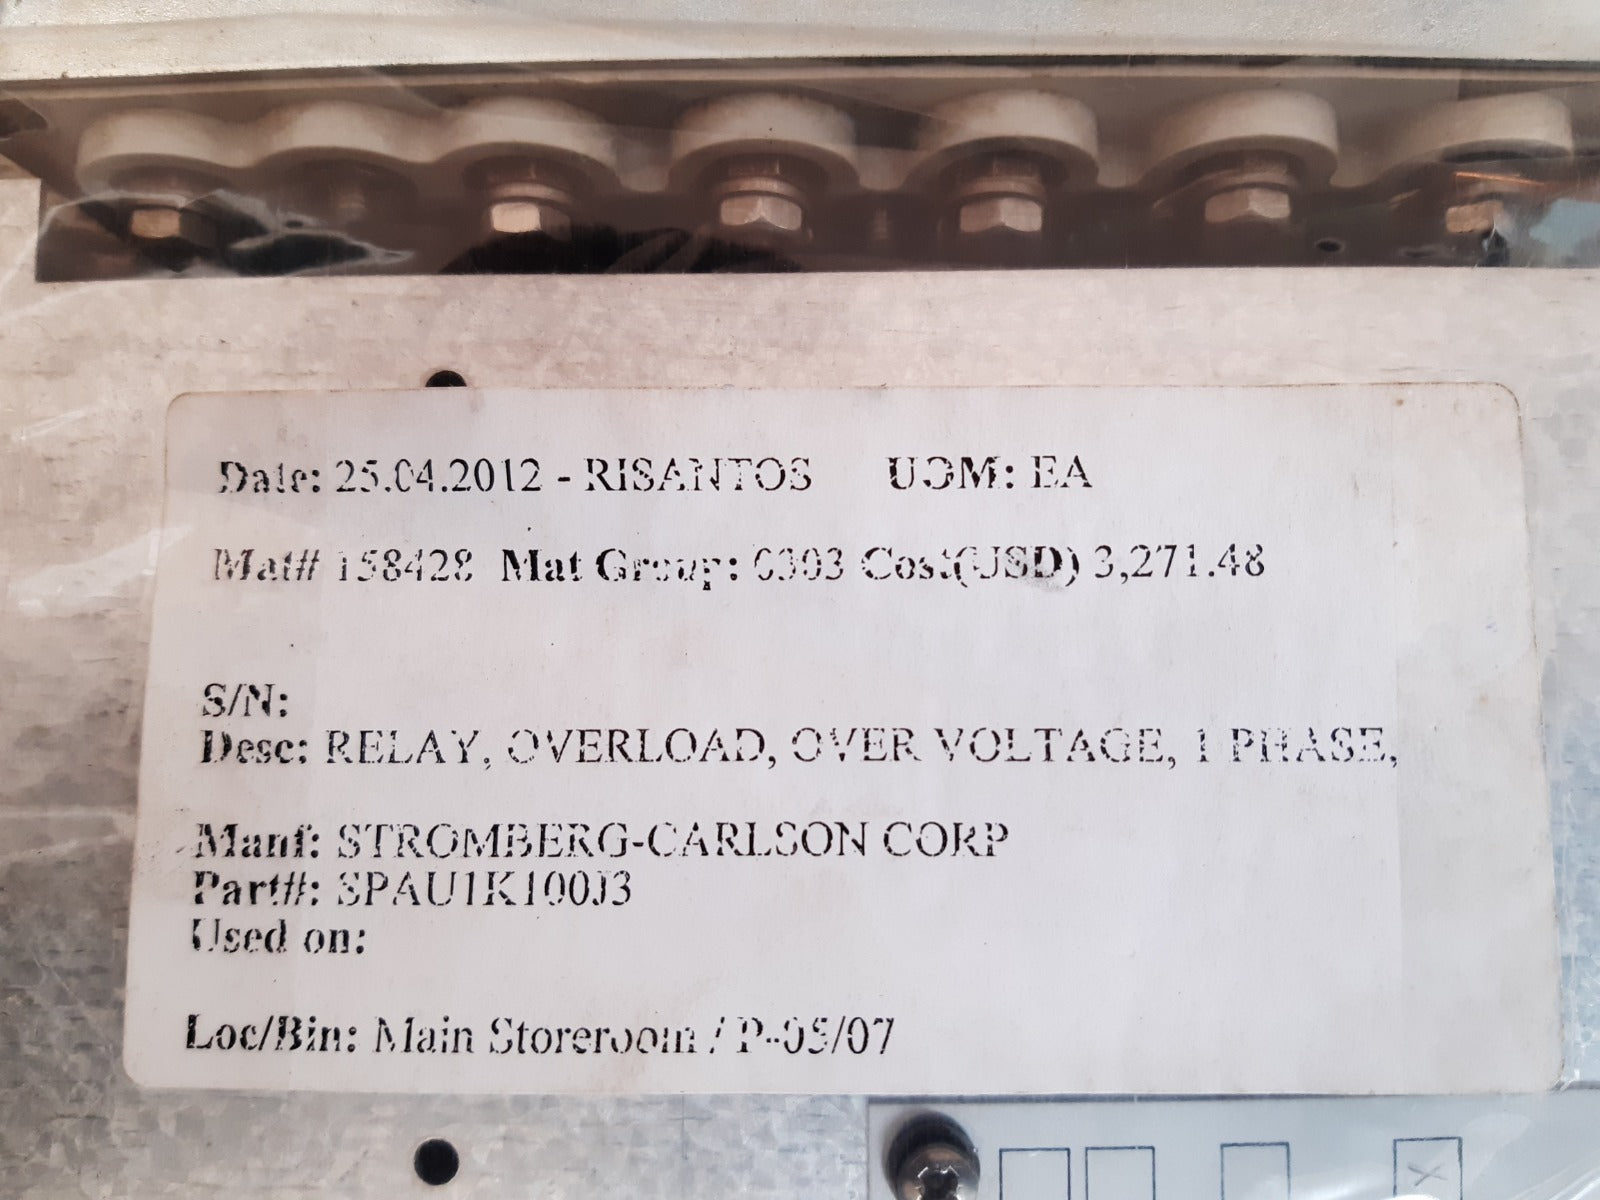 Date: 25.04.2012 - RISANTOS UOM: EA
Mat# 158428 Mat Group: 0303 Cost(USD) 3,271.48
S/N:
Desc: RELAY, OVERLOAD, OVER VOLTAGE, 1 PHASE,
Manf: STROMBERG-CARLSON CORP
Part#: SPAU1K100J3
Used on:
Loc/Bin: Main Storeroom / P-05/07